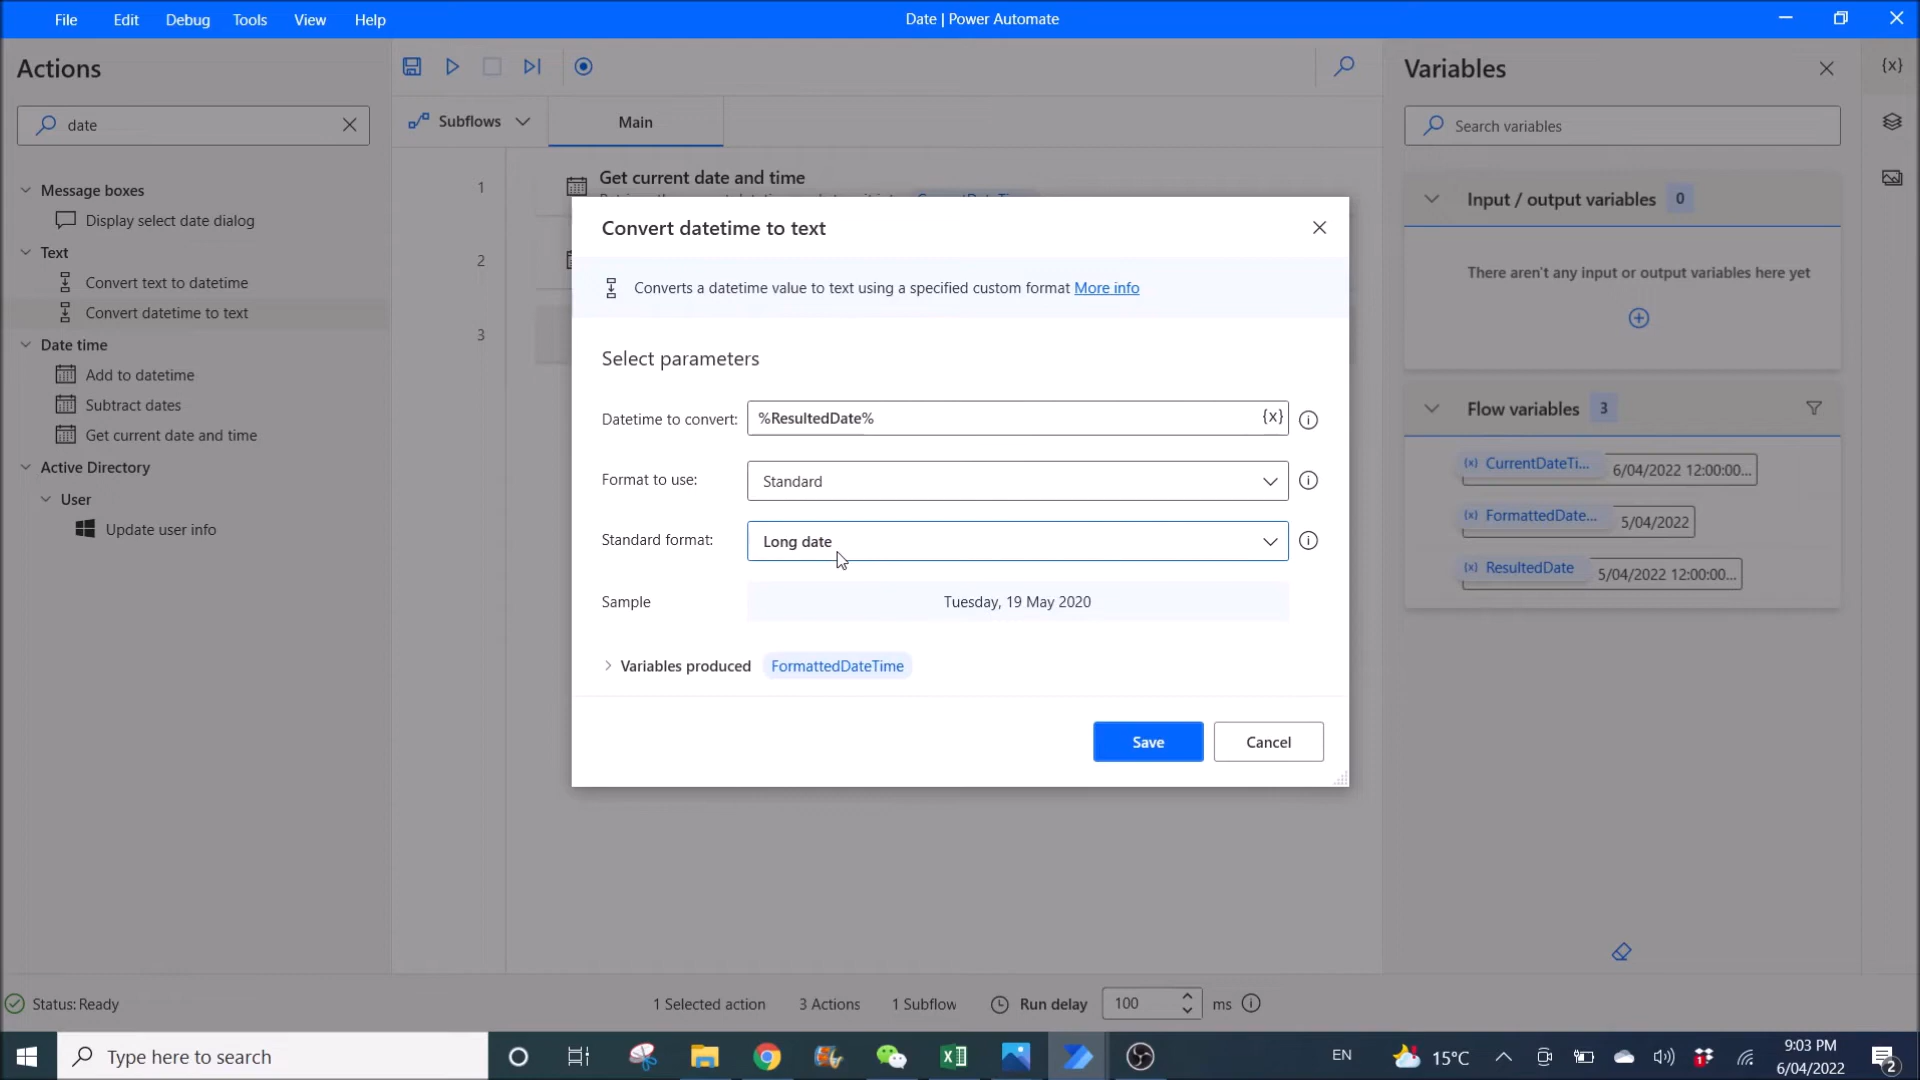 File Edit Debug Tools View Help
Date | Power Automate
Actions
date
Message boxes
Display select date dialog
Text
Convert text to datetime
Convert datetime to text
Date time
Add to datetime
Subtract dates
Get current date and time
Active Directory
User
Update user info
Subflows
Main
1
Get current date and time
2
3
Convert datetime to text
Converts a datetime value to text using a specified custom format More info
Select parameters
Datetime to convert: %ResultedDate% {x}
Format to use: Standard
Standard format: Long date
Sample Tuesday, 19 May 2020
Variables produced FormattedDateTime
Save Cancel
Variables
{x}
Search variables
Input / output variables 0
There aren't any input or output variables here yet
Flow variables 3
(x) CurrentDateTi... 6/04/2022 12:00:00...
(x) FormattedDate... 5/04/2022
(x) ResultedDate 5/04/2022 12:00:00...
Status: Ready
1 Selected action 3 Actions 1 Subflow Run delay 100 ms
Type here to search
EN
15°C
9:03 PM
6/04/2022
2